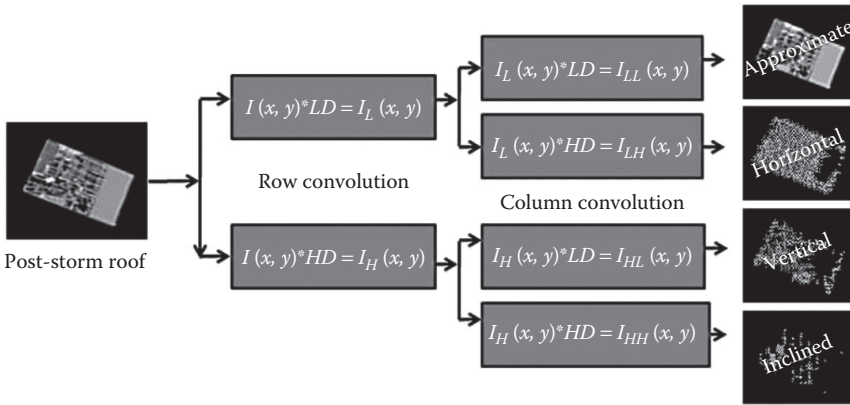 Post-storm roof
I (x, y)*LD = I_L (x, y)
Row convolution
I (x, y)*HD = I_H (x, y)
I_L (x, y)*LD = I_LL (x, y)
I_L (x, y)*HD = I_LH (x, y)
Column convolution
I_H (x, y)*LD = I_HL (x, y)
I_H (x, y)*HD = I_HH (x, y)
Approximate
Horizontal
Vertical
Inclined